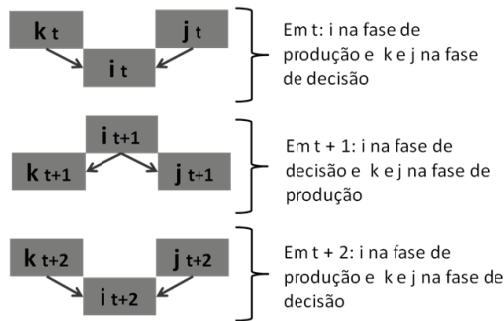 k t
j t
i t
Em t: i na fase de
produção e k e j na fase
de decisão
i t+1
k t+1
j t+1
Em t + 1: i na fase de
decisão e k e j na fase de
produção
k t+2
j t+2
i t+2
Em t + 2: i na fase de
produção e k e j na fase de
decisão